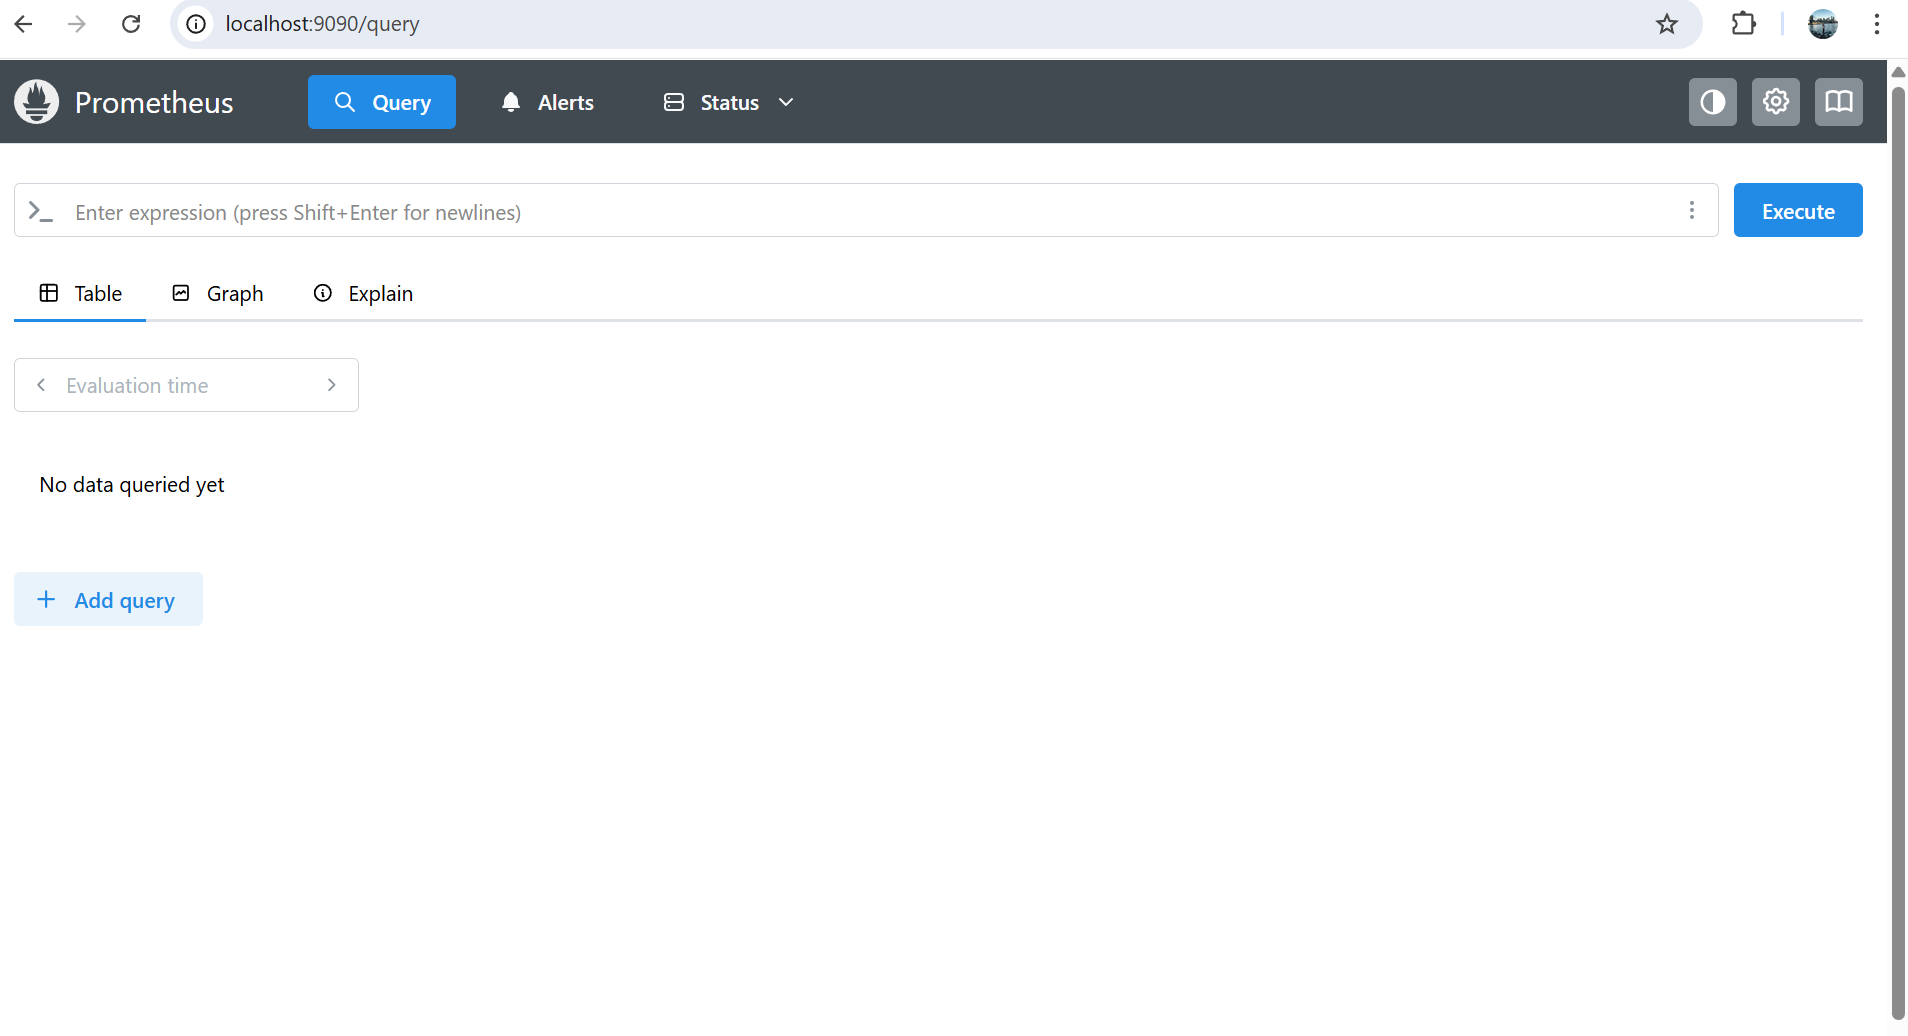 localhost:9090/query
Prometheus Query Alerts Status
Enter expression (press Shift+Enter for newlines) Execute
Table Graph Explain
Evaluation time
No data queried yet
Add query